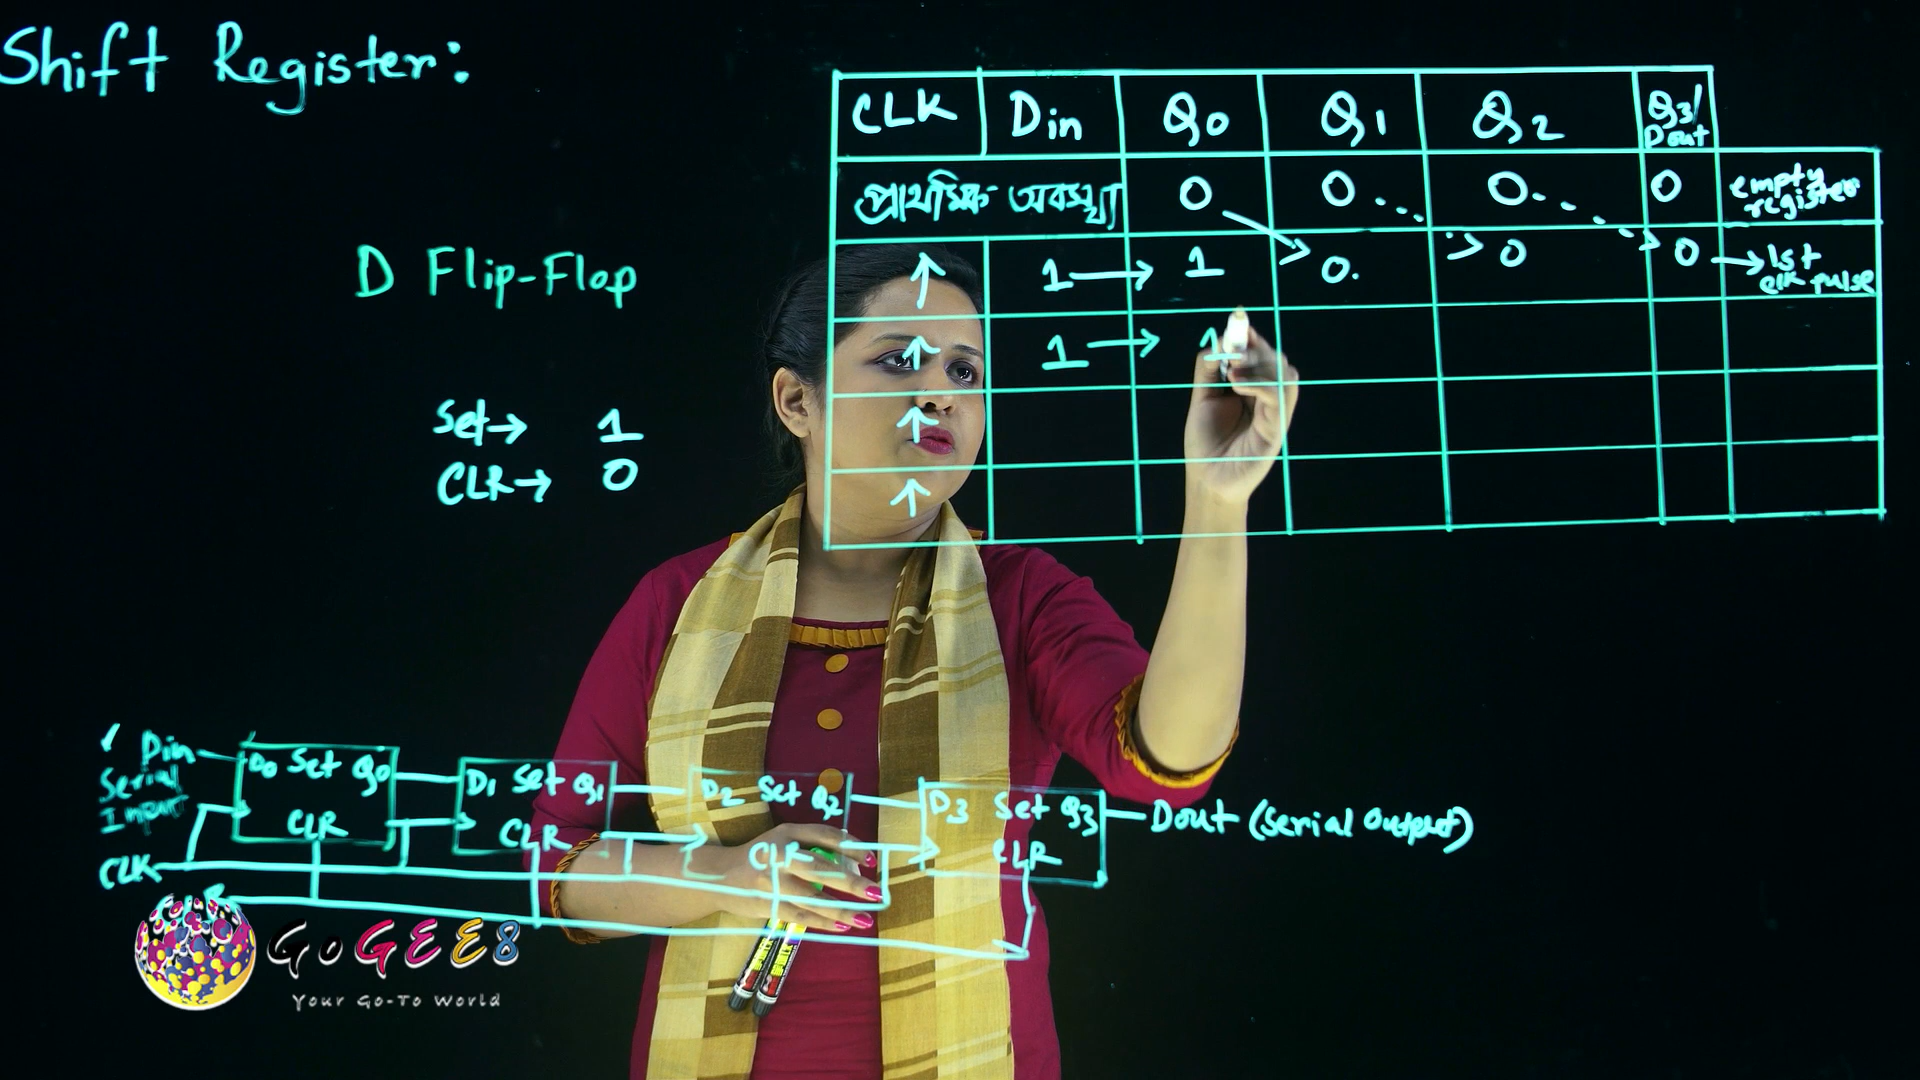 Shift Register:
CLK Din Q0 Q1 Q2 Q3/Dout
প্রাথমিক অবস্থা 0 0 0 0 empty register
↑ 1 → 1 0. 0 0 → 1st clk pulse
↑ 1 → 1
↑
↑
D Flip-Flop
Set → 1
CLR → 0
Din
Serial
Input
D0 Set Q0
CLR
D1 Set Q1
CLR
D2 Set Q2
CLR
D3 Set Q3
CLR
Dout (Serial Output)
CLK
CLR
GoGEE8
Your Go-To World